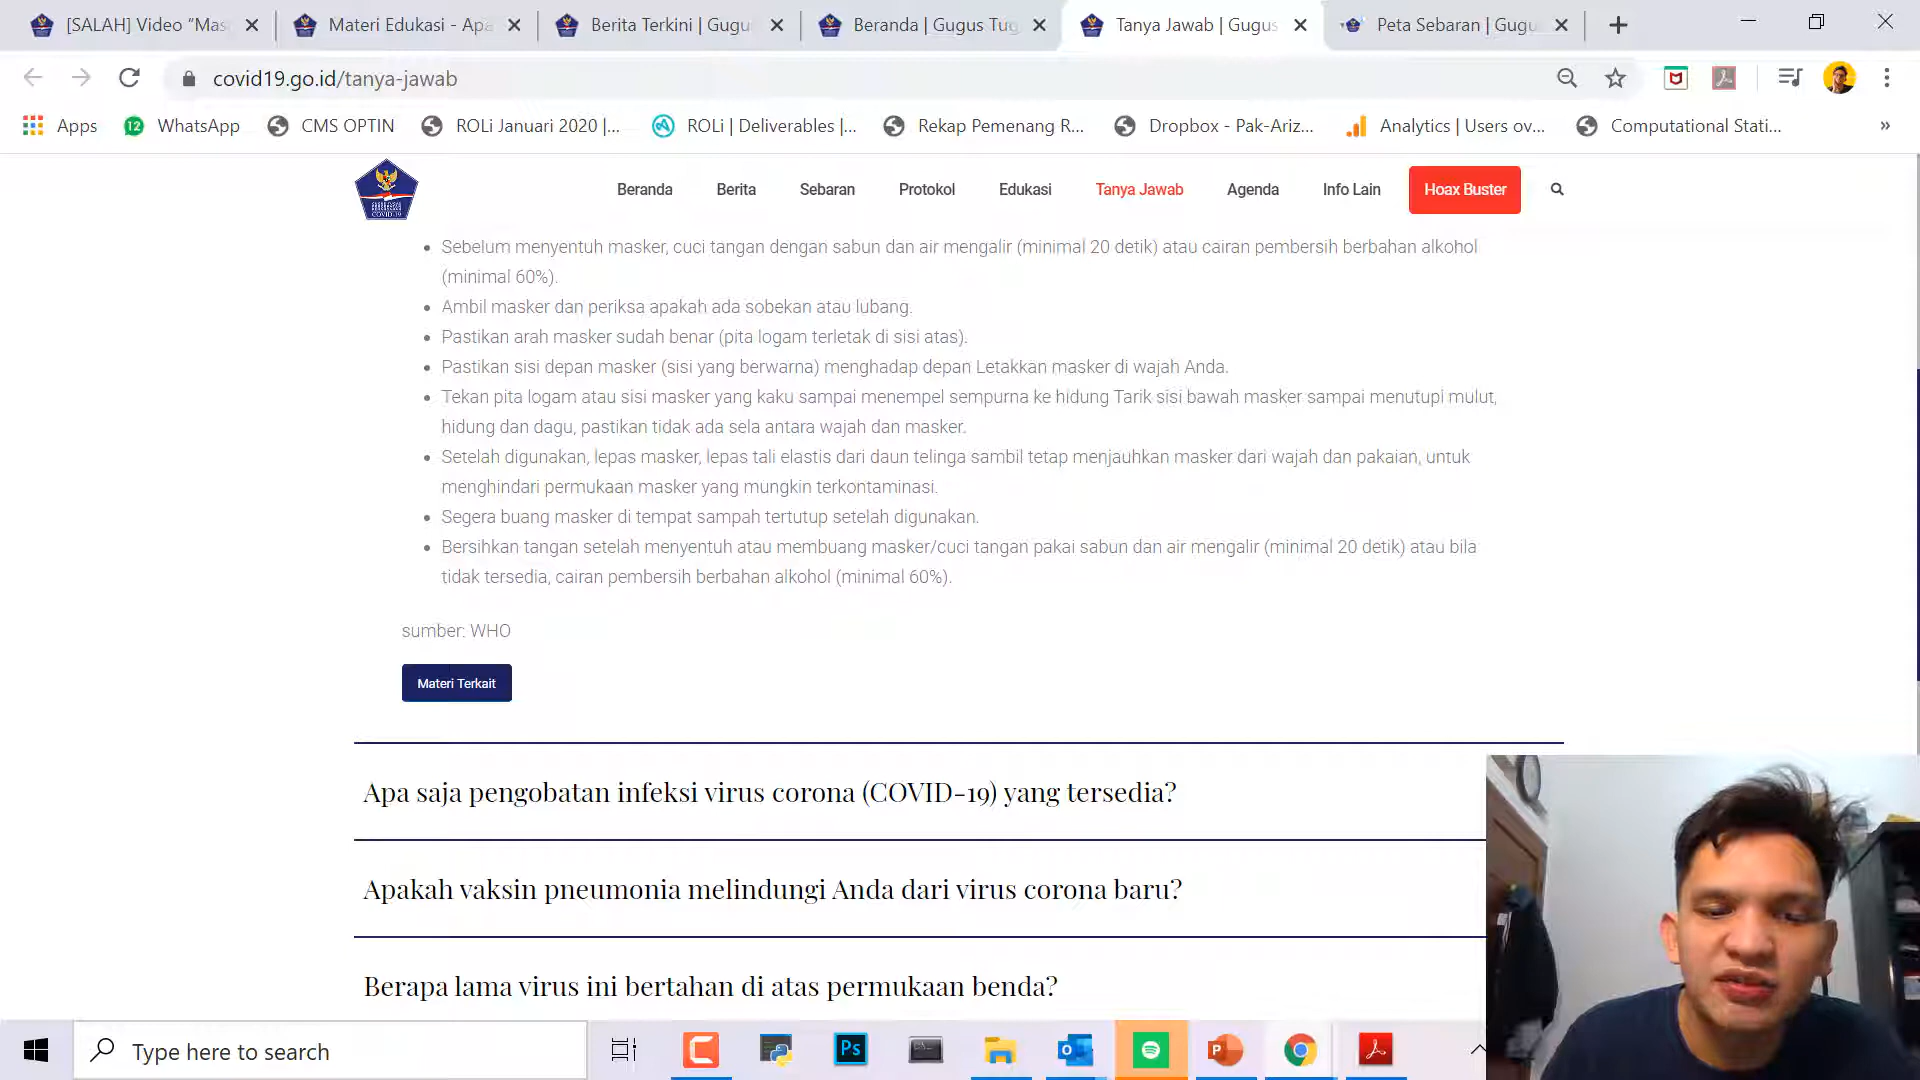 [SALAH] Video “Mas
Materi Edukasi - Apa
Berita Terkini | Gugu
Beranda | Gugus Tug
Tanya Jawab | Gugus
Peta Sebaran | Gugu
covid19.go.id/tanya-jawab
Apps
12
WhatsApp
CMS OPTIN
ROLi Januari 2020 |...
ROLi | Deliverables |...
Rekap Pemenang R...
Dropbox - Pak-Ariz...
Analytics | Users ov...
Computational Stati...
»
COVID-19
Beranda
Berita
Sebaran
Protokol
Edukasi
Tanya Jawab
Agenda
Info Lain
Hoax Buster
• Sebelum menyentuh masker, cuci tangan dengan sabun dan air mengalir (minimal 20 detik) atau cairan pembersih berbahan alkohol
(minimal 60%).
• Ambil masker dan periksa apakah ada sobekan atau lubang.
• Pastikan arah masker sudah benar (pita logam terletak di sisi atas).
• Pastikan sisi depan masker (sisi yang berwarna) menghadap depan Letakkan masker di wajah Anda.
• Tekan pita logam atau sisi masker yang kaku sampai menempel sempurna ke hidung Tarik sisi bawah masker sampai menutupi mulut,
hidung dan dagu, pastikan tidak ada sela antara wajah dan masker.
• Setelah digunakan, lepas masker, lepas tali elastis dari daun telinga sambil tetap menjauhkan masker dari wajah dan pakaian, untuk
menghindari permukaan masker yang mungkin terkontaminasi.
• Segera buang masker di tempat sampah tertutup setelah digunakan.
• Bersihkan tangan setelah menyentuh atau membuang masker/cuci tangan pakai sabun dan air mengalir (minimal 20 detik) atau bila
tidak tersedia, cairan pembersih berbahan alkohol (minimal 60%).
sumber: WHO
Materi Terkait
Apa saja pengobatan infeksi virus corona (COVID-19) yang tersedia?
Apakah vaksin pneumonia melindungi Anda dari virus corona baru?
Berapa lama virus ini bertahan di atas permukaan benda?
Type here to search
Ps